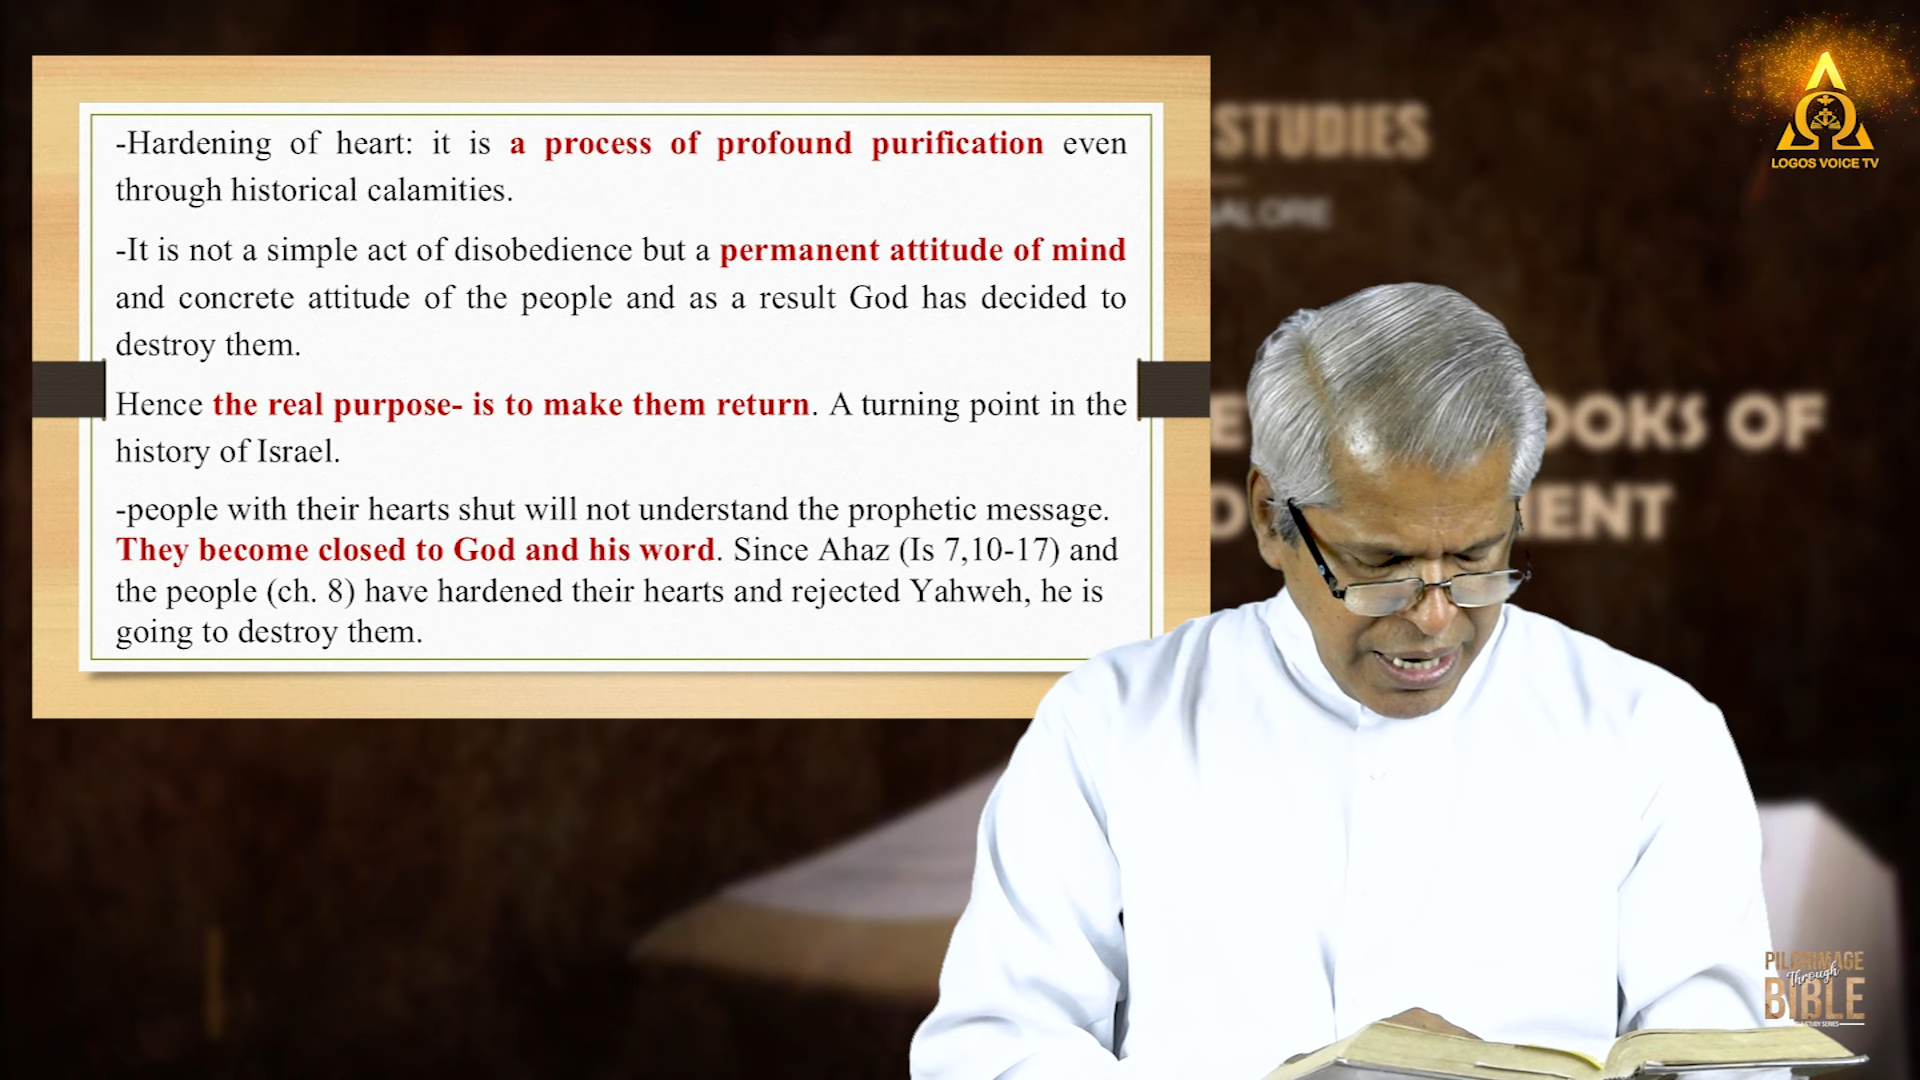 -Hardening of heart: it is a process of profound purification even
through historical calamities.
-It is not a simple act of disobedience but a permanent attitude of mind
and concrete attitude of the people and as a result God has decided to
destroy them.
Hence the real purpose- is to make them return. A turning point in the
history of Israel.
-people with their hearts shut will not understand the prophetic message.
They become closed to God and his word. Since Ahaz (Is 7,10-17) and
the people (ch. 8) have hardened their hearts and rejected Yahweh, he is
going to destroy them.
STUDIES
OOKS OF
MENT
LOGOS VOICE TV
PILGRIMAGE
Through
BIBLE
STUDY SERIES